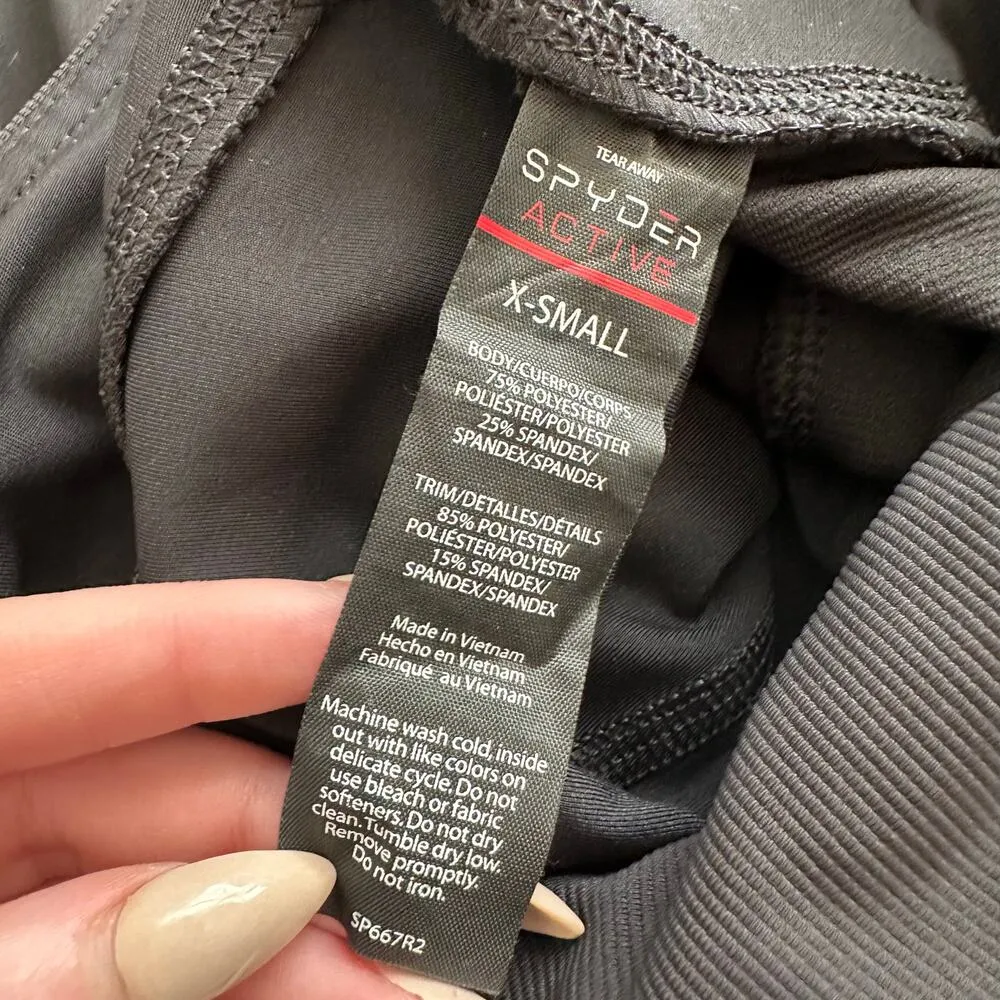 TEAR AWAY
SPYDER
ACTIVE
X-SMALL
BODY/CUERPO/CORPS
75% POLYESTER/
POLIÉSTER/POLYESTER
25% SPANDEX/
SPANDEX/SPANDEX
TRIM/DETALLES/DÉTAILS
85% POLYESTER/
POLIÉSTER/POLYESTER
15% SPANDEX/
SPANDEX/SPANDEX
Made in Vietnam
Hecho en Vietnam
Fabriqué au Vietnam
Machine wash cold, inside
out with like colors on
delicate cycle. Do not
use bleach or fabric
softeners. Do not dry
clean. Tumble dry low.
Remove promptly.
Do not iron.
SP667R2